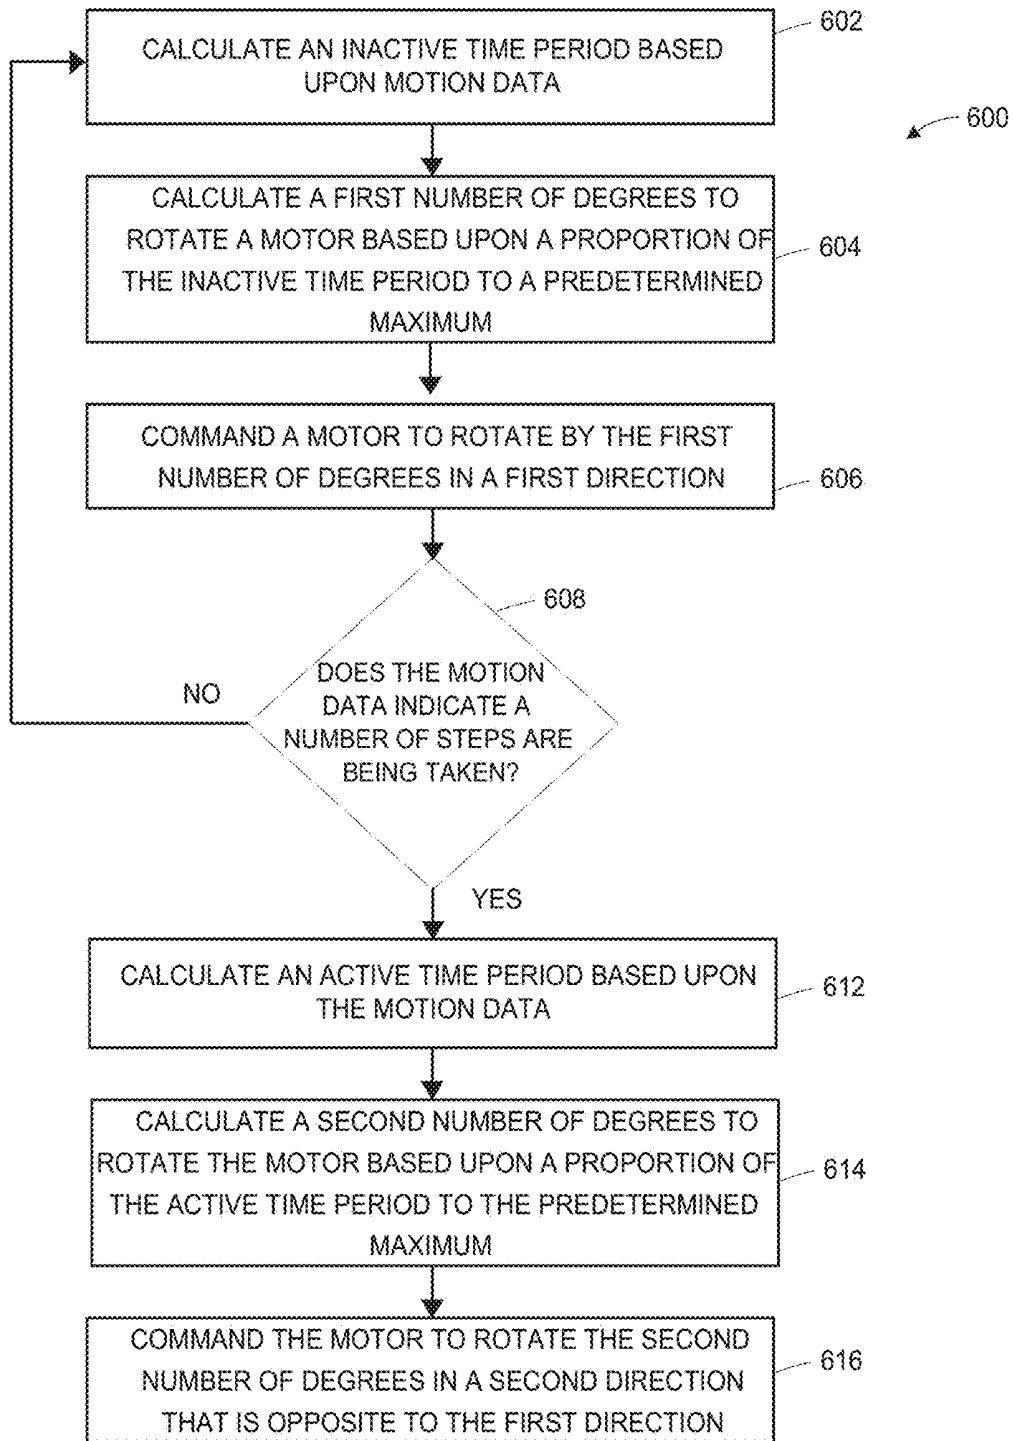 602
CALCULATE AN INACTIVE TIME PERIOD BASED
UPON MOTION DATA
600
CALCULATE A FIRST NUMBER OF DEGREES TO
ROTATE A MOTOR BASED UPON A PROPORTION OF
THE INACTIVE TIME PERIOD TO A PREDETERMINED
MAXIMUM
604
COMMAND A MOTOR TO ROTATE BY THE FIRST
NUMBER OF DEGREES IN A FIRST DIRECTION
606
608
DOES THE MOTION
DATA INDICATE A
NUMBER OF STEPS ARE
BEING TAKEN?
NO
YES
CALCULATE AN ACTIVE TIME PERIOD BASED UPON
THE MOTION DATA
612
CALCULATE A SECOND NUMBER OF DEGREES TO
ROTATE THE MOTOR BASED UPON A PROPORTION OF
THE ACTIVE TIME PERIOD TO THE PREDETERMINED
MAXIMUM
614
COMMAND THE MOTOR TO ROTATE THE SECOND
NUMBER OF DEGREES IN A SECOND DIRECTION
THAT IS OPPOSITE TO THE FIRST DIRECTION
616